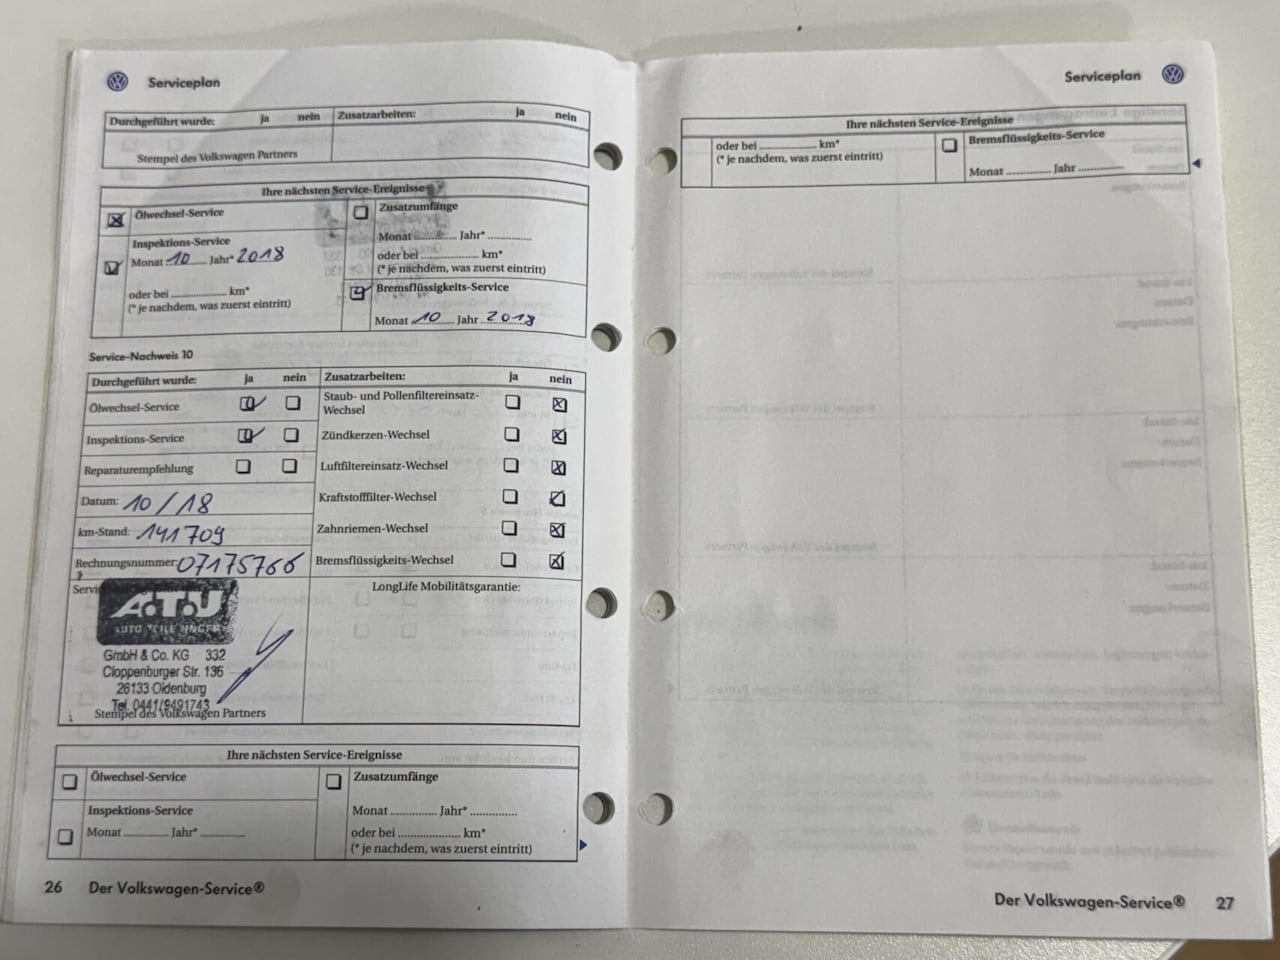 Serviceplan
Durchgeführt wurde: ja nein Zusatzarbeiten: ja nein
Stempel des Volkswagen Partners
Ihre nächsten Service-Ereignisse
Ölwechsel-Service
Zusatzumfänge
Inspektions-Service
Monat 10 Jahr* 2018
Monat ............ Jahr* ............
oder bei ............ km*
(* je nachdem, was zuerst eintritt)
oder bei ............ km*
(* je nachdem, was zuerst eintritt)
Bremsflüssigkeits-Service
Monat 10 Jahr 2018
Service-Nachweis 10
Durchgeführt wurde: ja nein Zusatzarbeiten: ja nein
Ölwechsel-Service
Staub- und Pollenfiltereinsatz-
Wechsel
Inspektions-Service
Zündkerzen-Wechsel
Reparaturempfehlung
Luftfiltereinsatz-Wechsel
Datum: 10/18
Kraftstofffilter-Wechsel
km-Stand: 141709
Zahnriemen-Wechsel
Rechnungsnummer: 07175766
Bremsflüssigkeits-Wechsel
LongLife Mobilitätsgarantie:
A.T.U
AUTO TEILE UNGER
GmbH & Co. KG 332
Cloppenburger Str. 136
26133 Oldenburg
Tel. 0441/9491743
Stempel des Volkswagen Partners
Ihre nächsten Service-Ereignisse
Ölwechsel-Service
Zusatzumfänge
Inspektions-Service
Monat ............ Jahr* ............
Monat ............ Jahr* ............
oder bei ............ km*
(* je nachdem, was zuerst eintritt)
26 Der Volkswagen-Service®
Serviceplan
Ihre nächsten Service-Ereignisse
oder bei ............ km*
(* je nachdem, was zuerst eintritt)
Bremsflüssigkeits-Service
Monat ............ Jahr ............
Der Volkswagen-Service® 27